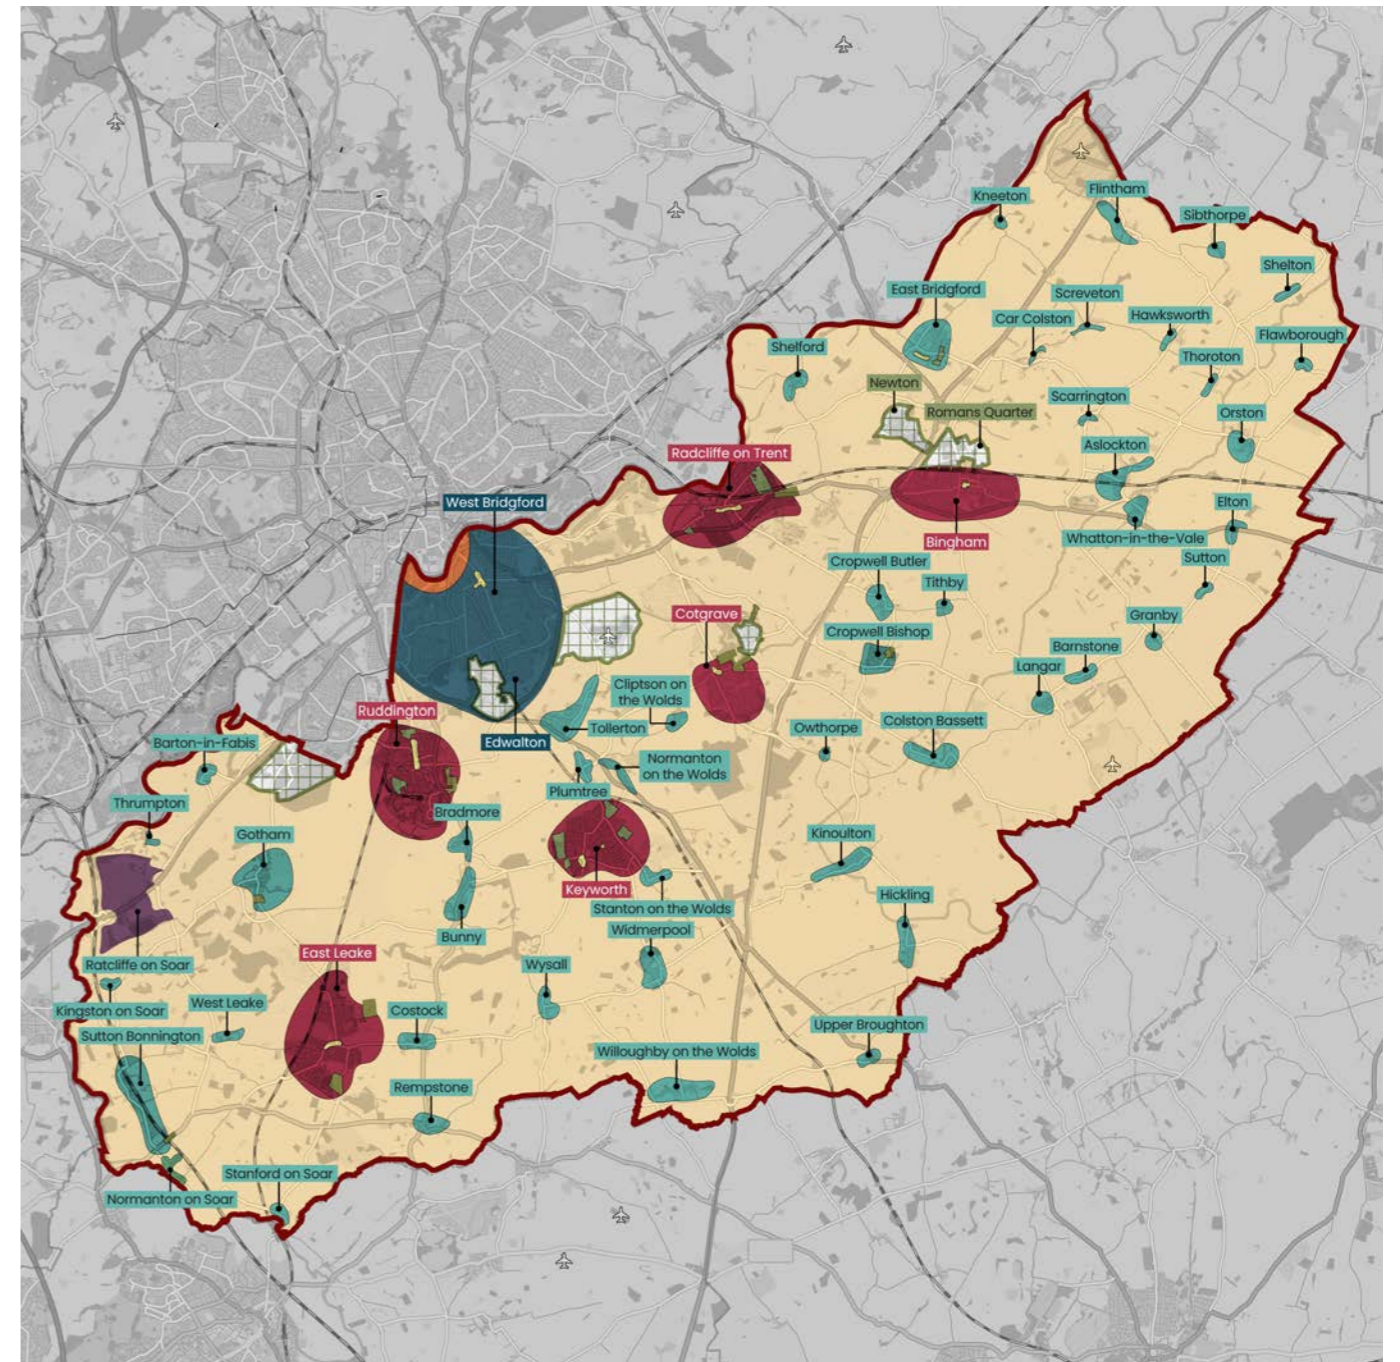 Kneeton
Flintham
Sibthorpe
Shelton
East Bridgford
Screveton
Car Colston
Hawksworth
Flawborough
Shelford
Thoroton
Newton
Romans Quarter
Scarrington
Orston
Aslockton
Radcliffe on Trent
West Bridgford
Elton
Whatton-in-the-Vale
Bingham
Sutton
Cropwell Butler
Tithby
Cotgrave
Granby
Cropwell Bishop
Barnstone
Langar
Cliptson on
the Wolds
Ruddington
Tollerton
Owthorpe
Colston Bassett
Edwalton
Barton-in-Fabis
Normanton
on the Wolds
Plumtree
Thrumpton
Bradmore
Gotham
Kinoulton
Keyworth
Hickling
Stanton on the Wolds
Widmerpool
Bunny
East Leake
Ratcliffe on Soar
Wysall
West Leake
Kingston on Soar
Costock
Upper Broughton
Sutton Bonnington
Willoughby on the Wolds
Rempstone
Stanford on Soar
Normanton on Soar